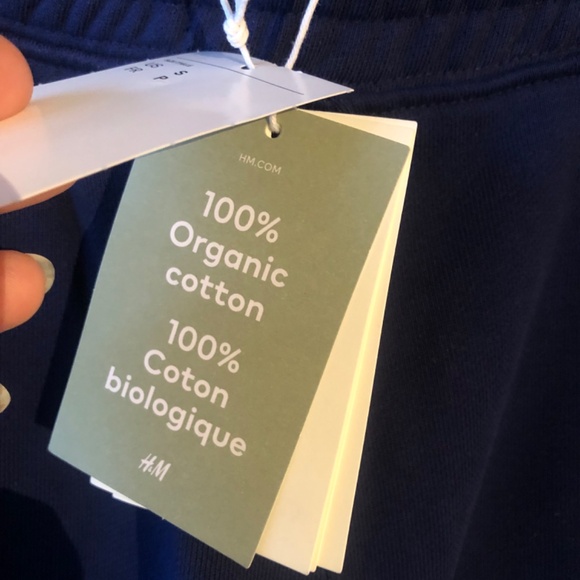 S
P
HM.COM
100%
Organic
cotton
100%
Coton
biologique
H&M